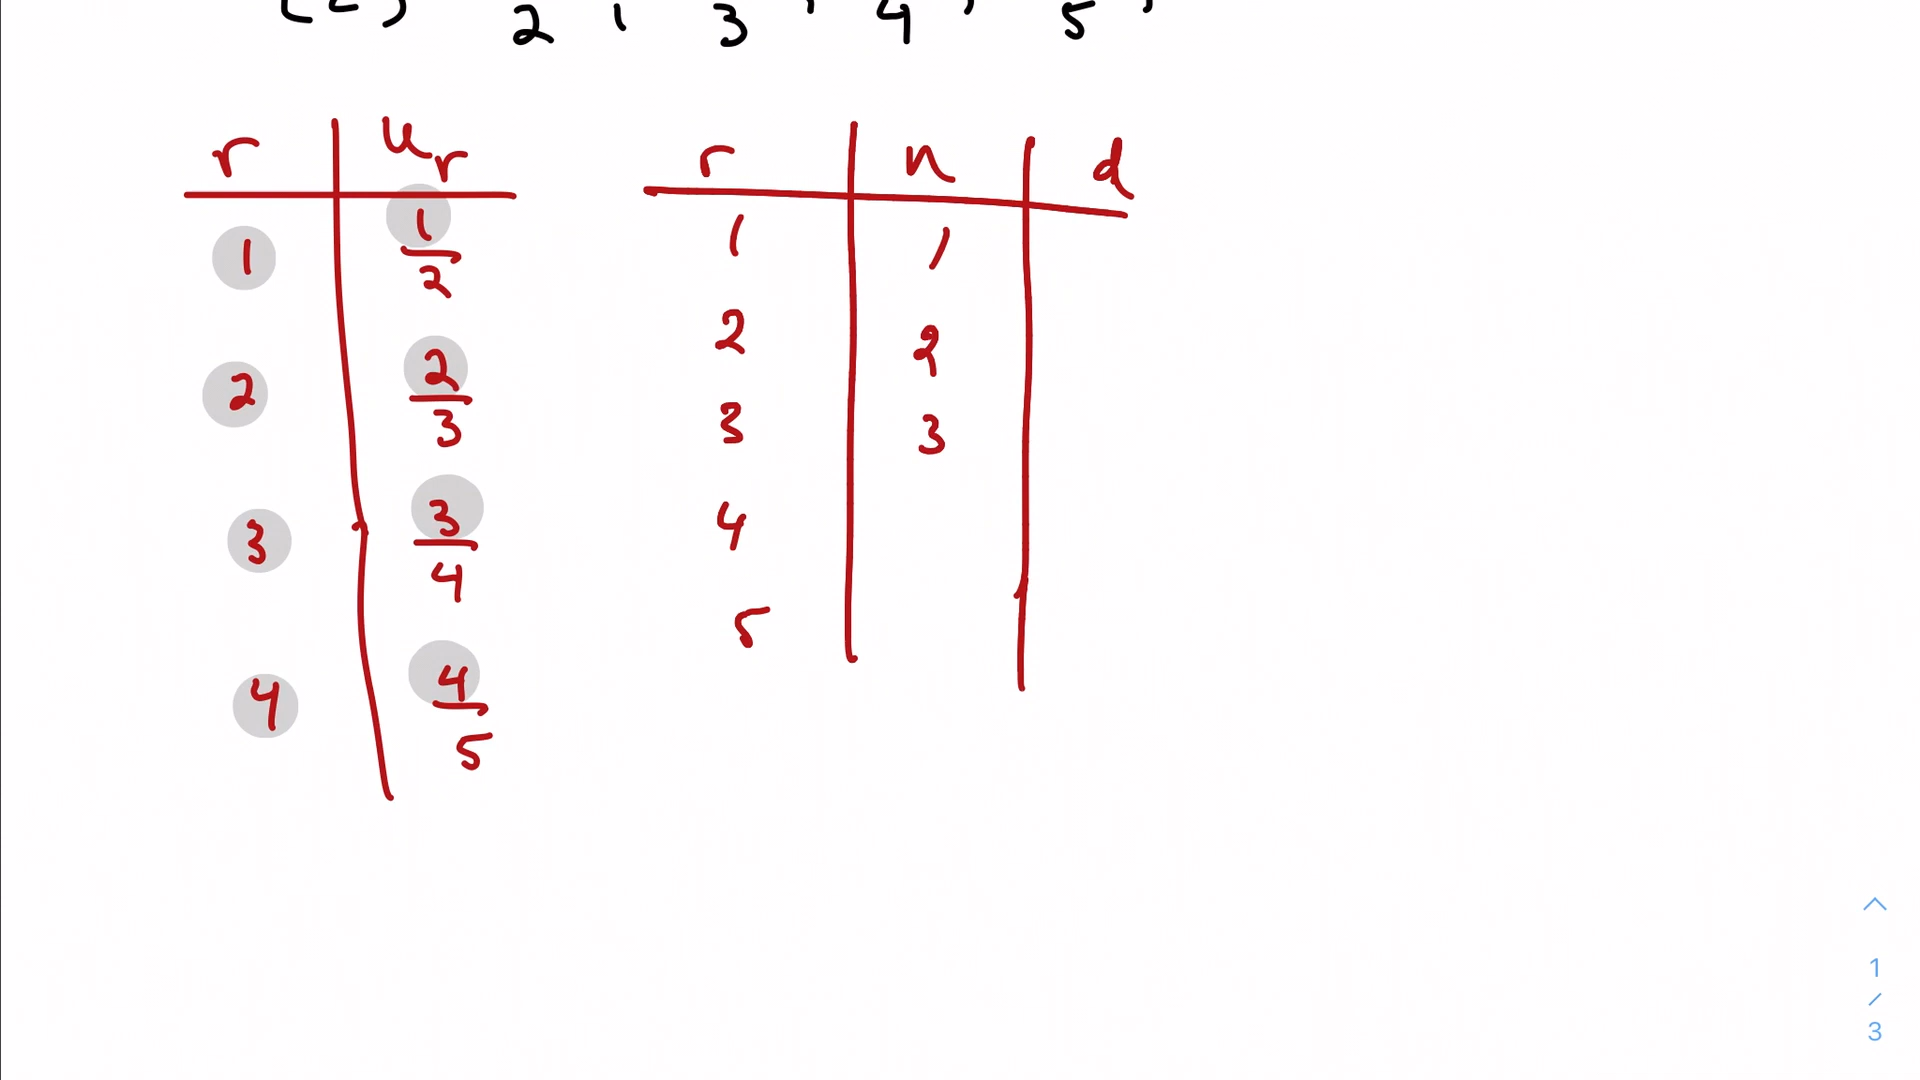 (2) 2 , 3 , 4 , 5 ,
r | u_r
1 | 1/2
2 | 2/3
3 | 3/4
4 | 4/5
r | n | d
1 | 1
2 | 2
3 | 3
4
5
1
/
3